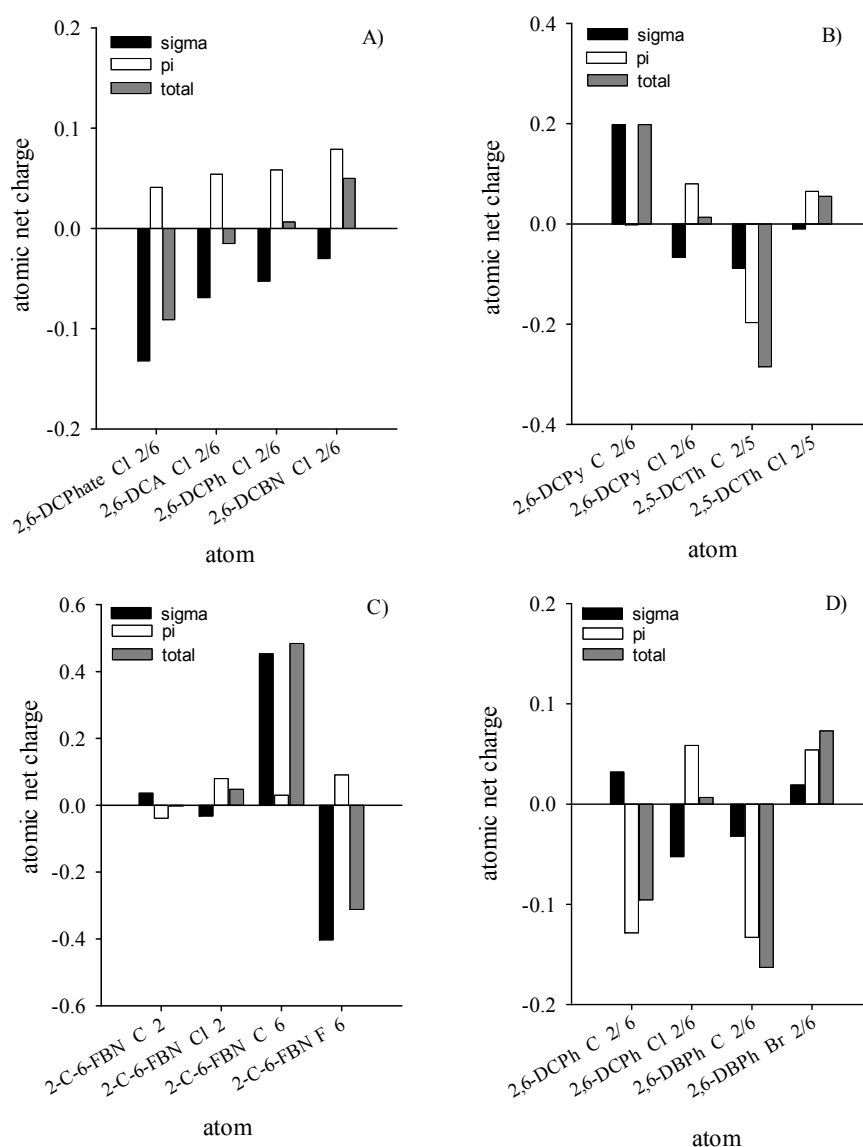 A)
sigma
pi
total
0.2
0.1
0.0
-0.1
-0.2
atomic net charge
2,6-DCPhate Cl 2/6
2,6-DCA Cl 2/6
2,6-DCPh Cl 2/6
2,6-DCBN Cl 2/6
atom
B)
sigma
pi
total
0.4
0.2
0.0
-0.2
-0.4
atomic net charge
2,6-DCPy C 2/6
2,6-DCPy Cl 2/6
2,5-DCTh C 2/5
2,5-DCTh Cl 2/5
atom
C)
sigma
pi
total
0.6
0.4
0.2
0.0
-0.2
-0.4
-0.6
atomic net charge
2-C-6-FBN C 2
2-C-6-FBN Cl 2
2-C-6-FBN C 6
2-C-6-FBN F 6
atom
D)
sigma
pi
total
0.2
0.1
0.0
-0.1
-0.2
atomic net charge
2,6-DCPh C 2/ 6
2,6-DCPh Cl 2/6
2,6-DBPh C 2/6
2,6-DBPh Br 2/6
atom